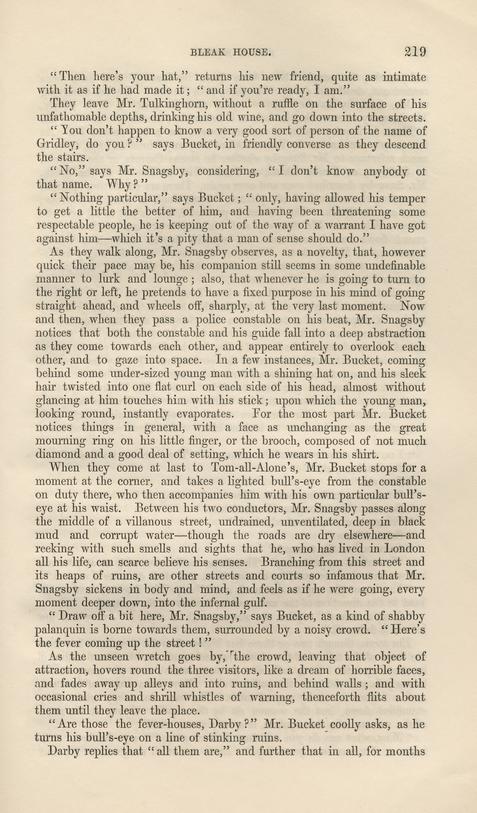 BLEAK HOUSE. 219
"Then here's your hat," returns his new friend, quite as intimate
with it as if he had made it; "and if you're ready, I am."
They leave Mr. Tulkinghorn, without a ruffle on the surface of his
unfathomable depths, drinking his old wine, and go down into the streets.
"You don't happen to know a very good sort of person of the name of
Gridley, do you?" says Bucket, in friendly converse as they descend
the stairs.
"No," says Mr. Snagsby, considering, "I don't know anybody of
that name. Why?"
"Nothing particular," says Bucket; "only, having allowed his temper
to get a little the better of him, and having been threatening some
respectable people, he is keeping out of the way of a warrant I have got
against him—which it's a pity that a man of sense should do."
As they walk along, Mr. Snagsby observes, as a novelty, that, however
quick their pace may be, his companion still seems in some undefinable
manner to lurk and lounge; also, that whenever he is going to turn to
the right or left, he pretends to have a fixed purpose in his mind of going
straight ahead, and wheels off, sharply, at the very last moment. Now
and then, when they pass a police constable on his beat, Mr. Snagsby
notices that both the constable and his guide fall into a deep abstraction
as they come towards each other, and appear entirely to overlook each
other, and to gaze into space. In a few instances, Mr. Bucket, coming
behind some under-sized young man with a shining hat on, and his sleek
hair twisted into one flat curl on each side of his head, almost without
glancing at him touches him with his stick; upon which the young man,
looking round, instantly evaporates. For the most part Mr. Bucket
notices things in general, with a face as unchanging as the great
mourning ring on his little finger, or the brooch, composed of not much
diamond and a good deal of setting, which he wears in his shirt.
When they come at last to Tom-all-Alone's, Mr. Bucket stops for a
moment at the corner, and takes a lighted bull's-eye from the constable
on duty there, who then accompanies him with his own particular bull's-
eye at his waist. Between his two conductors, Mr. Snagsby passes along
the middle of a villanous street, undrained, unventilated, deep in black
mud and corrupt water—though the roads are dry elsewhere—and
reeking with such smells and sights that he, who has lived in London
all his life, can scarce believe his senses. Branching from this street and
its heaps of ruins, are other streets and courts so infamous that Mr.
Snagsby sickens in body and mind, and feels as if he were going, every
moment deeper down, into the infernal gulf.
"Draw off a bit here, Mr. Snagsby," says Bucket, as a kind of shabby
palanquin is borne towards them, surrounded by a noisy crowd. "Here's
the fever coming up the street!"
As the unseen wretch goes by, the crowd, leaving that object of
attraction, hovers round the three visitors, like a dream of horrible faces,
and fades away up alleys and into ruins, and behind walls; and with
occasional cries and shrill whistles of warning, thenceforth flits about
them until they leave the place.
"Are those the fever-houses, Darby?" Mr. Bucket coolly asks, as he
turns his bull's-eye on a line of stinking ruins.
Darby replies that "all them are," and further that in all, for months